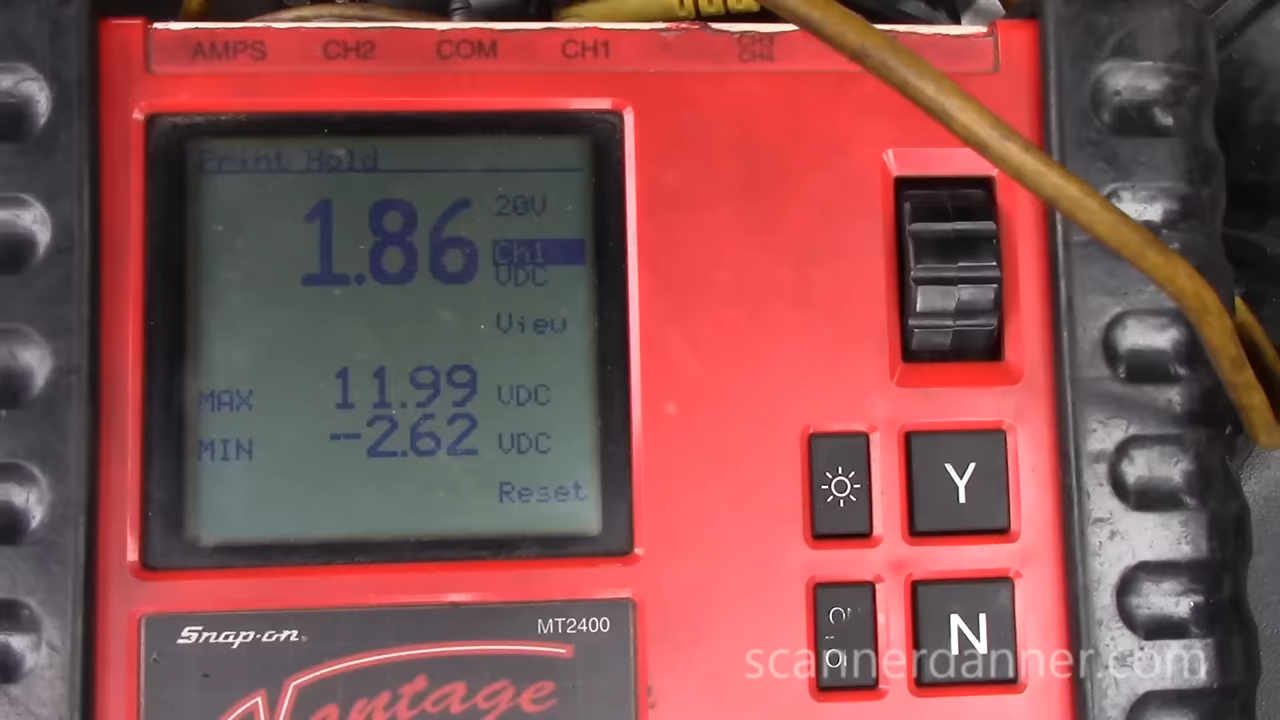 AMPS CH2 COM CH1
Print Hold
1.86 20V
Ch1
VDC
View
MAX 11.99 VDC
MIN -2.62 VDC
Reset
Y
N
Snap-on
MT2400
Vantage
scannerdanner.com